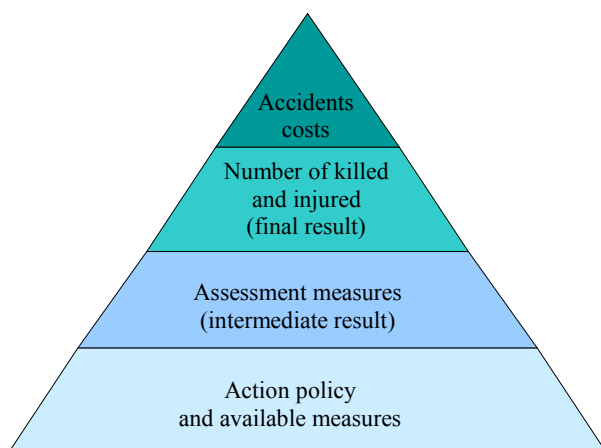 Accidents
costs
Number of killed
and injured
(final result)
Assessment measures
(intermediate result)
Action policy
and available measures